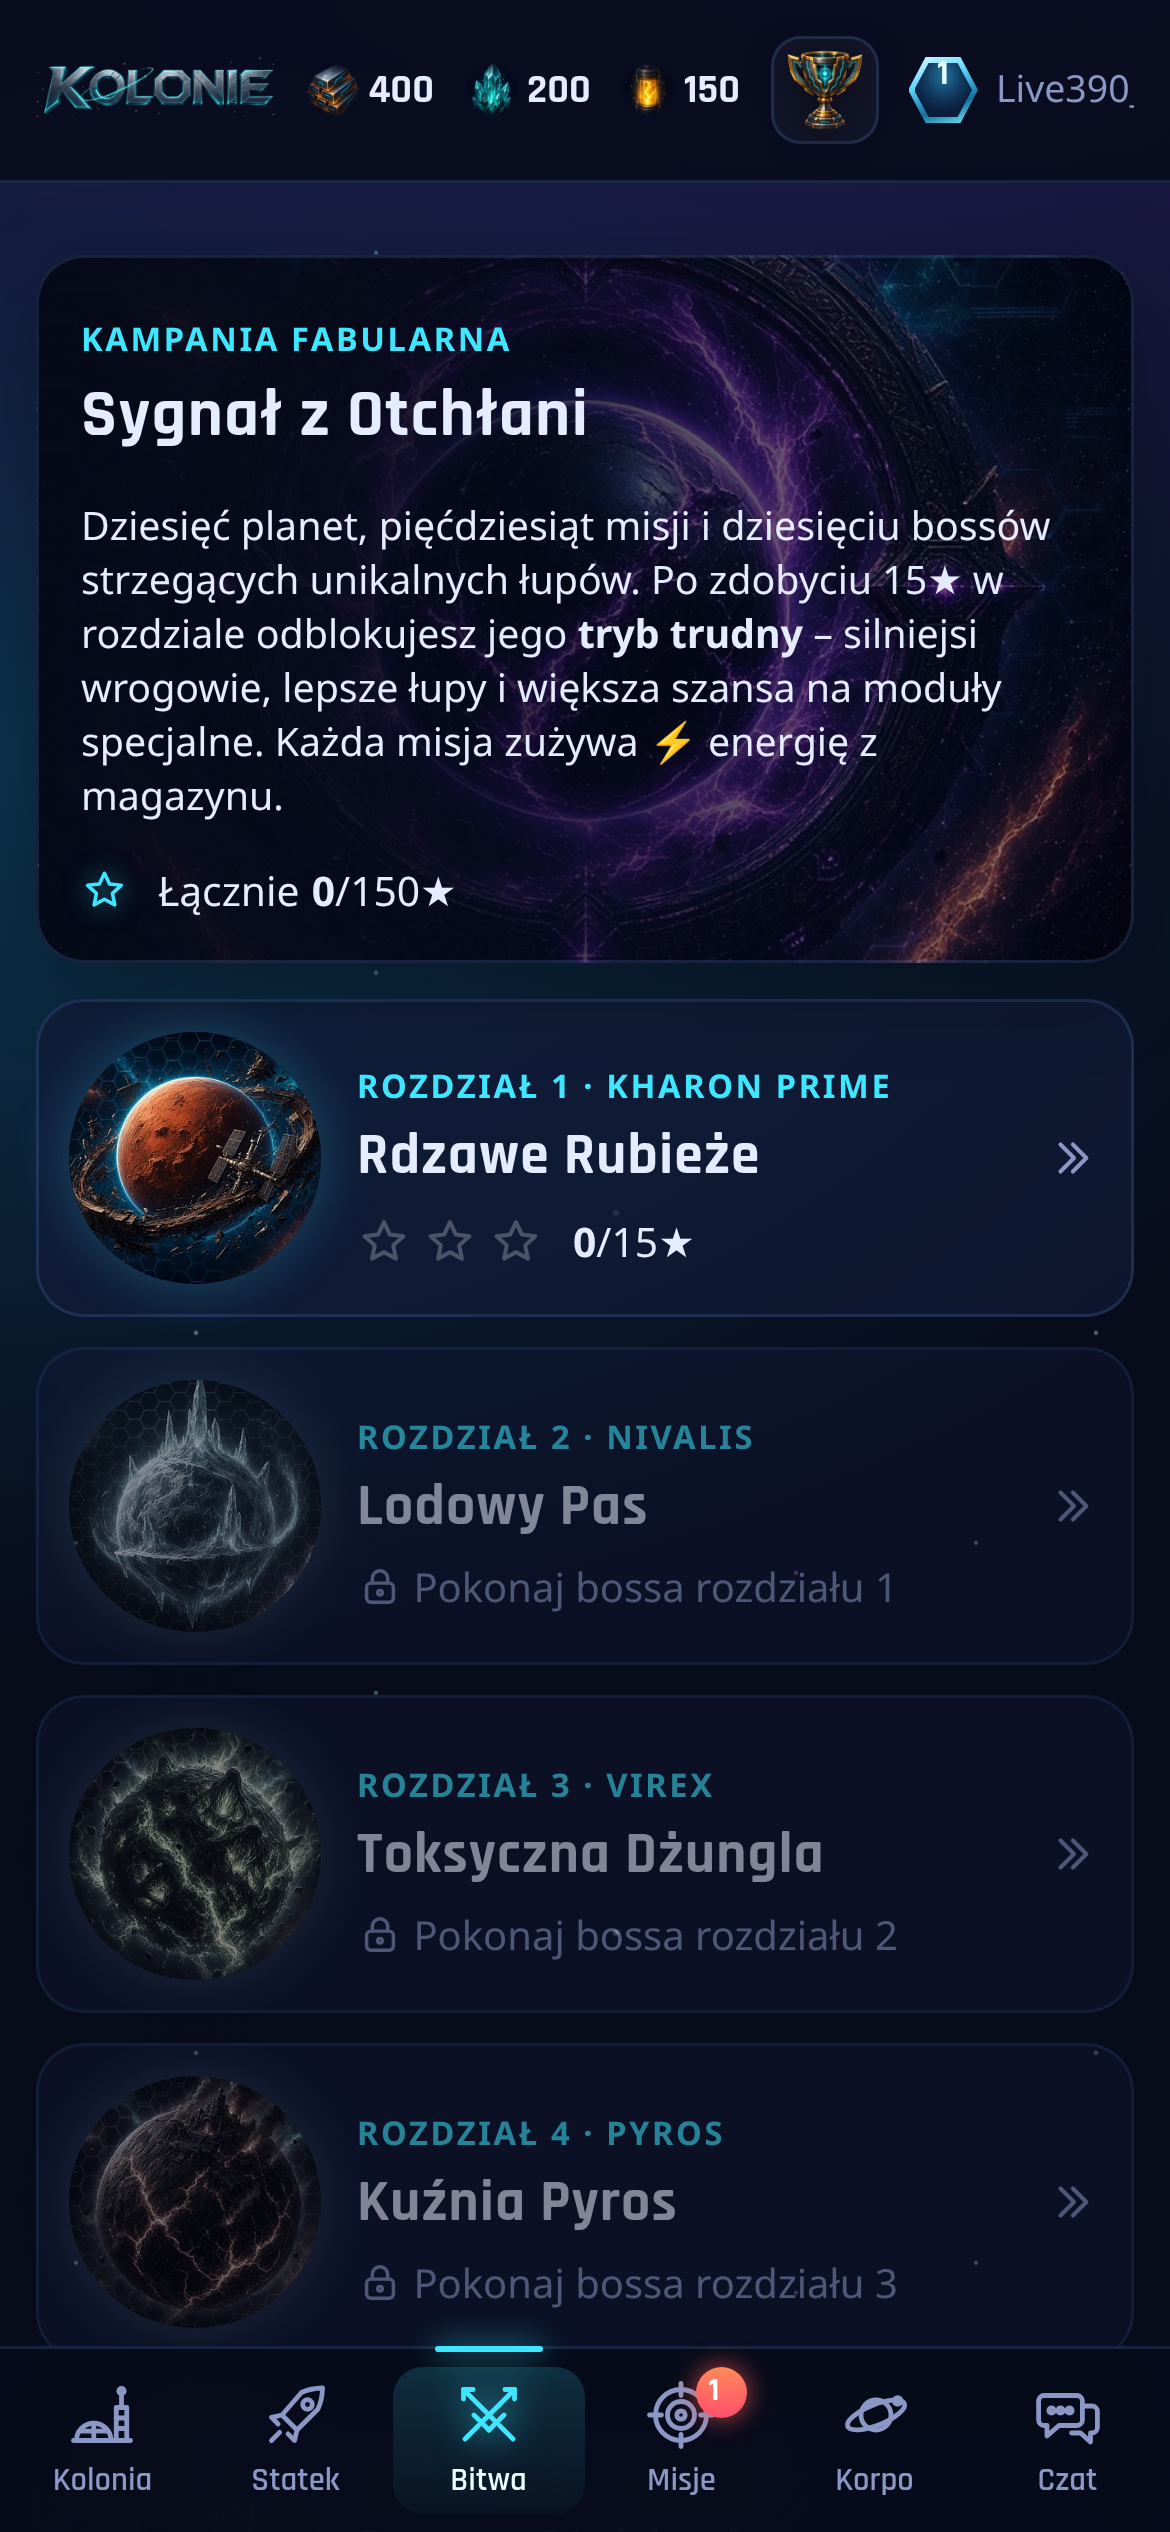 KOLONIE 400 200 150 1 Live390_
KAMPANIA FABULARNA
Sygnał z Otchłani
Dziesięć planet, pięćdziesiąt misji i dziesięciu bossów
strzegących unikalnych łupów. Po zdobyciu 15★ w
rozdziale odblokujesz jego tryb trudny – silniejsi
wrogowie, lepsze łupy i większa szansa na moduły
specjalne. Każda misja zużywa ⚡ energię z
magazynu.
Łącznie 0/150★
ROZDZIAŁ 1 · KHARON PRIME
Rdzawe Rubieże
0/15★
ROZDZIAŁ 2 · NIVALIS
Lodowy Pas
Pokonaj bossa rozdziału 1
ROZDZIAŁ 3 · VIREX
Toksyczna Dżungla
Pokonaj bossa rozdziału 2
ROZDZIAŁ 4 · PYROS
Kuźnia Pyros
Pokonaj bossa rozdziału 3
1
Kolonia Statek Bitwa Misje Korpo Czat